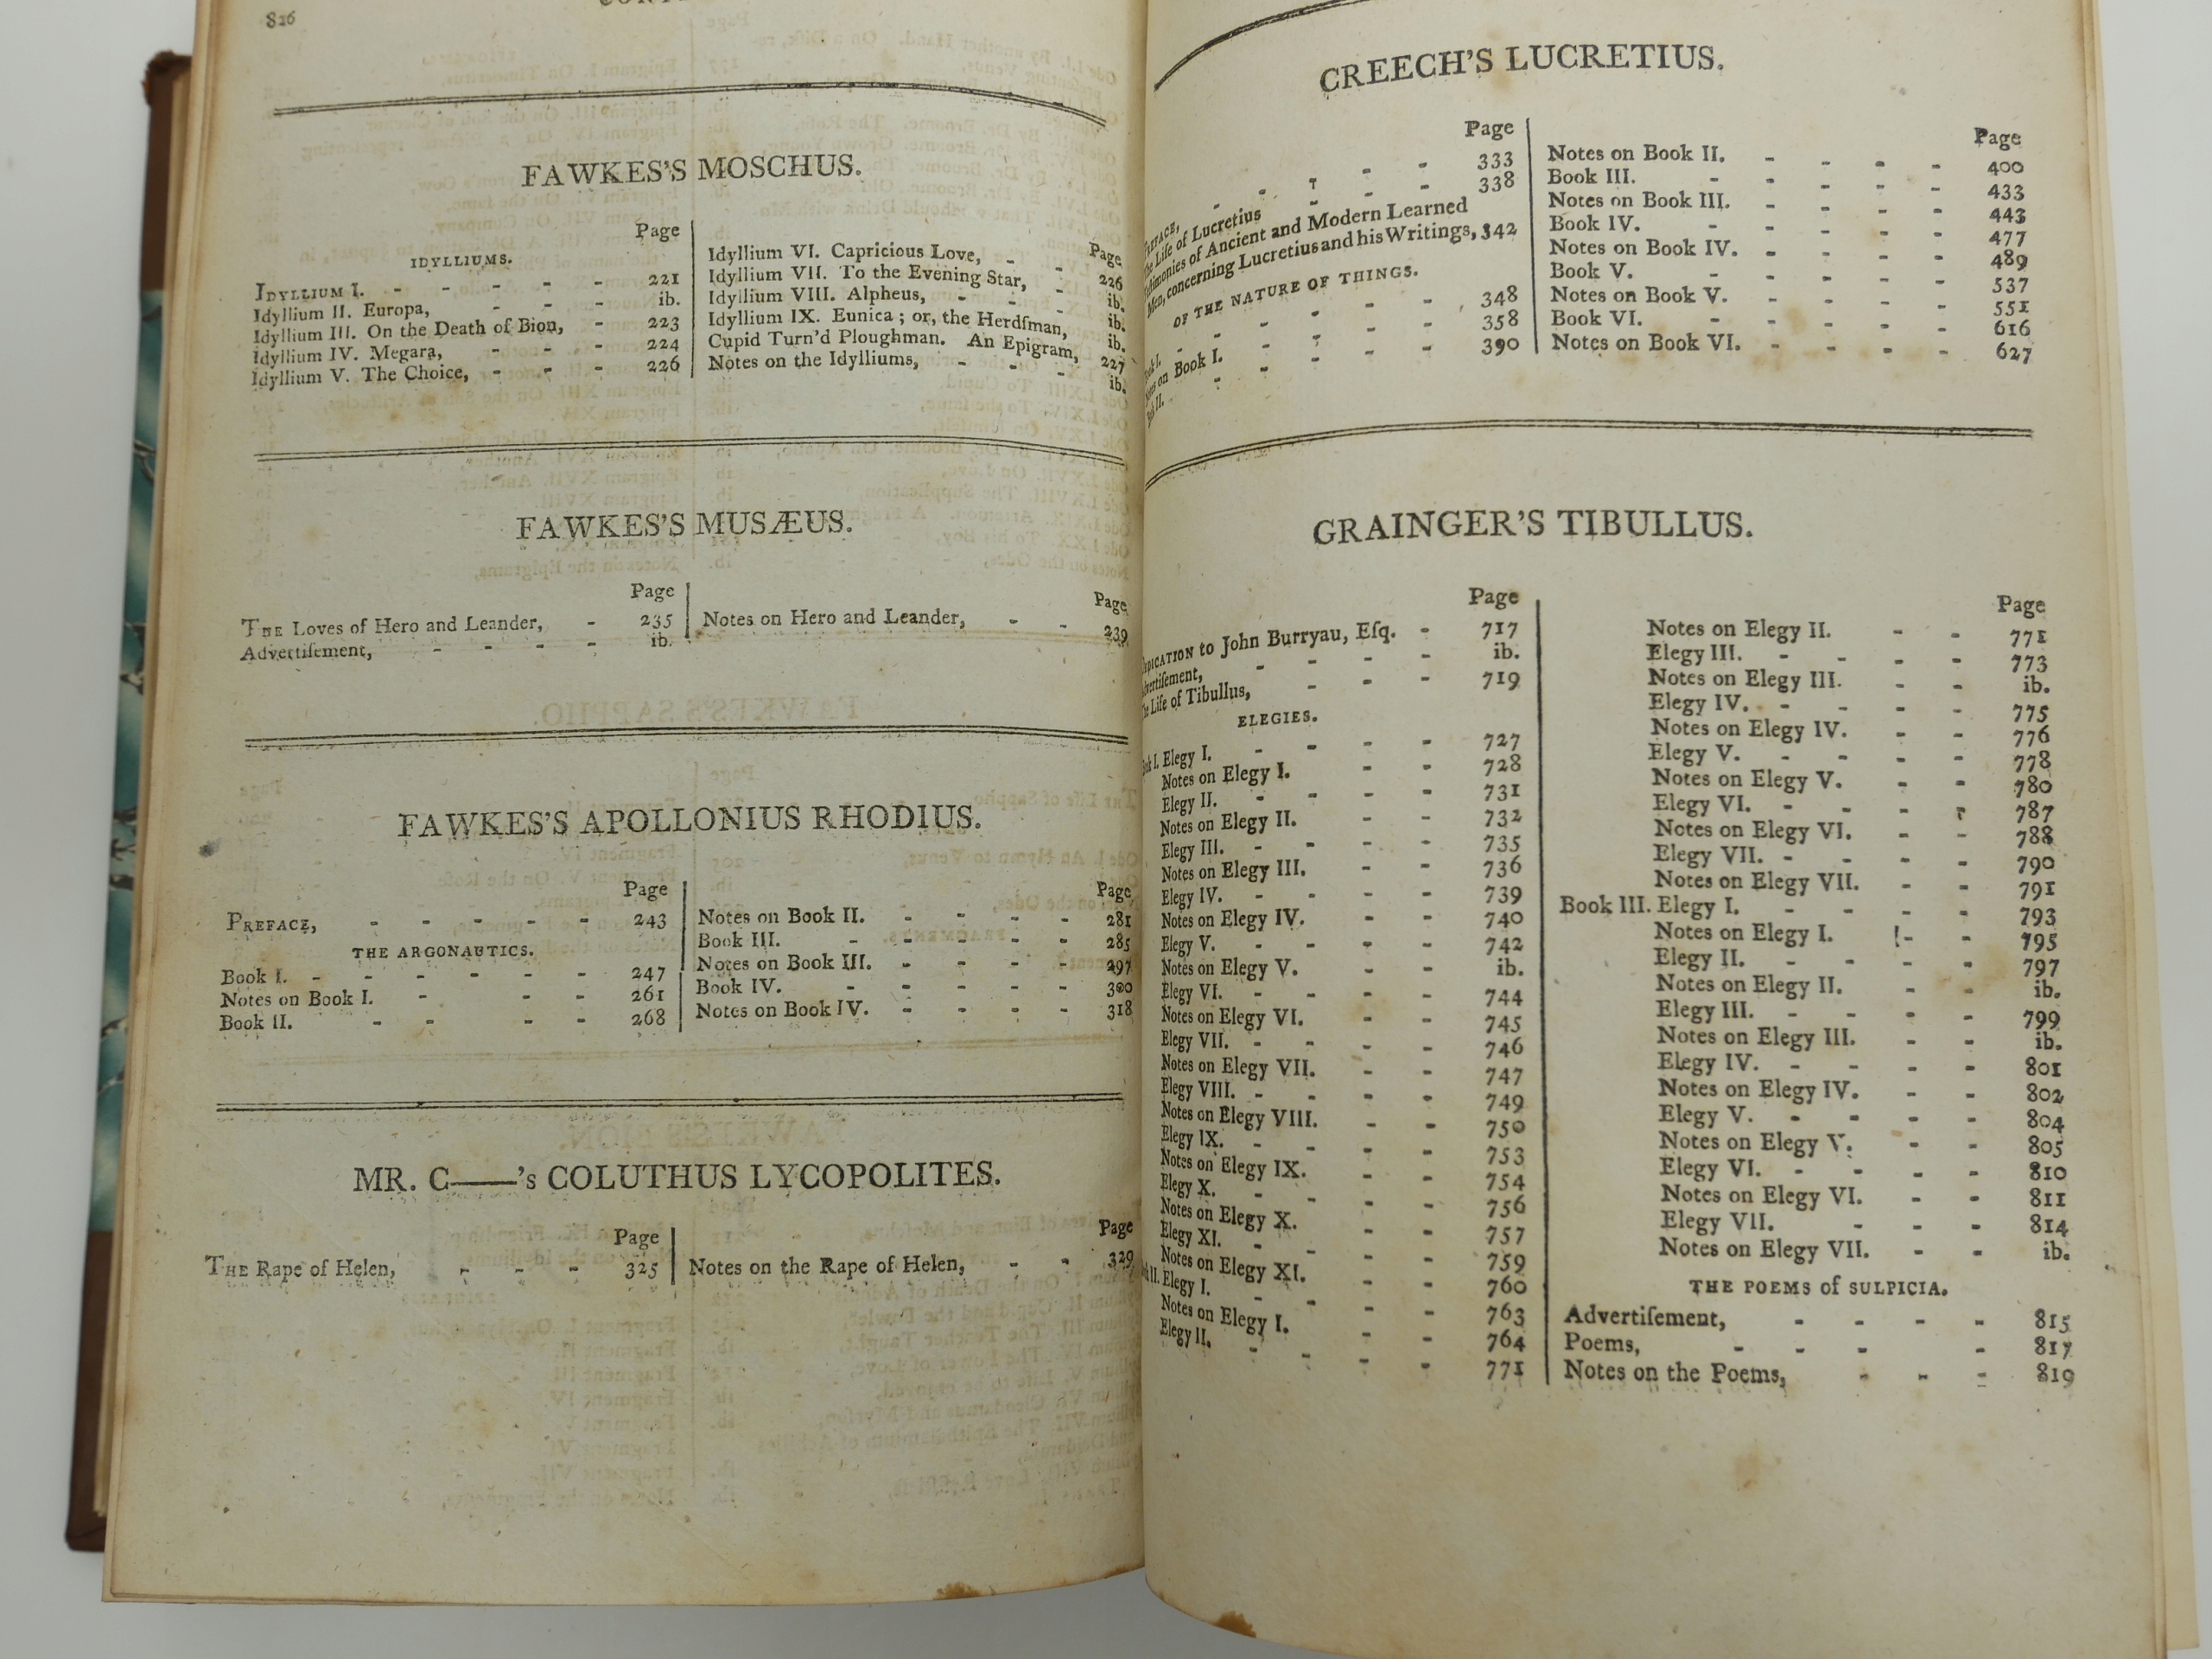 826
FAWKES'S MOSCHUS.
Page
IDYLLIUMS.
IDYLLIUM I. - - - - - 221
Idyllium II. Europa, - - - ib.
Idyllium III. On the Death of Bion, - 223
Idyllium IV. Megara, - - - 224
Idyllium V. The Choice, - - - 226
Page
Idyllium VI. Capricious Love, - - 226
Idyllium VII. To the Evening Star, - ib.
Idyllium VIII. Alpheus, - - - ib.
Idyllium IX. Eunica; or, the Herdſman, ib.
Cupid Turn'd Ploughman. An Epigram, 227
Notes on the Idylliums, - - - ib.
FAWKES'S MUSÆUS.
Page
THE Loves of Hero and Leander, - 235
Advertiſement, - - - - ib.
Page
Notes on Hero and Leander, - - 239
FAWKES'S APOLLONIUS RHODIUS.
Page
PREFACE, - - - - - 243
THE ARGONAUTICS.
Book I. - - - - - - 247
Notes on Book I. - - - 261
Book II. - - - - 268
Page
Notes on Book II. - - - - 281
Book III. - - - - - 285
Notes on Book III. - - - - 297
Book IV. - - - - - 300
Notes on Book IV. - - - - 318
MR. C——'s COLUTHUS LYCOPOLITES.
Page
THE Rape of Helen, - - - 325
Page
Notes on the Rape of Helen, - - 329
CREECH'S LUCRETIUS.
Page
PREFACE, - - - - - 333
The Life of Lucretius - - - - 338
Teſtimonies of Ancient and Modern Learned
Men, concerning Lucretius and his Writings, 342
OF THE NATURE OF THINGS.
Book I. - - - - - 348
Notes on Book I. - - - - 358
Book II. - - - - - 390
Page
Notes on Book II. - - - - 400
Book III. - - - - - 433
Notes on Book III. - - - - 443
Book IV. - - - - - 477
Notes on Book IV. - - - - 489
Book V. - - - - - 537
Notes on Book V. - - - - 551
Book VI. - - - - - 616
Notes on Book VI. - - - - 627
GRAINGER'S TIBULLUS.
Page
DEDICATION to John Burryau, Eſq. - 717
Advertiſement, - - - - ib.
The Life of Tibullus, - - - 719
ELEGIES.
Book I. Elegy I. - - - - 727
Notes on Elegy I. - - 728
Elegy II. - - - - 731
Notes on Elegy II. - - 732
Elegy III. - - - - 735
Notes on Elegy III. - - 736
Elegy IV. - - - - 739
Notes on Elegy IV. - - 740
Elegy V. - - - - 742
Notes on Elegy V. - - ib.
Elegy VI. - - - - 744
Notes on Elegy VI. - - 745
Elegy VII. - - - - 746
Notes on Elegy VII. - - 747
Elegy VIII. - - - - 749
Notes on Elegy VIII. - - 750
Elegy IX. - - - - 753
Notes on Elegy IX. - - 754
Elegy X. - - - - 756
Notes on Elegy X. - - 757
Elegy XI. - - - - 759
Notes on Elegy XI. - - 760
Book II. Elegy I. - - - - 763
Notes on Elegy I. - - 764
Elegy II. - - - - 771
Page
Notes on Elegy II. - - 771
Elegy III. - - - - 773
Notes on Elegy III. - - ib.
Elegy IV. - - - - 775
Notes on Elegy IV. - - 776
Elegy V. - - - - 778
Notes on Elegy V. - - 780
Elegy VI. - - - - 787
Notes on Elegy VI. - - 788
Elegy VII. - - - - 790
Notes on Elegy VII. - - 791
Book III. Elegy I. - - - - 793
Notes on Elegy I. - - 795
Elegy II. - - - - 797
Notes on Elegy II. - - ib.
Elegy III. - - - - 799
Notes on Elegy III. - - ib.
Elegy IV. - - - - 801
Notes on Elegy IV. - - 802
Elegy V. - - - - 804
Notes on Elegy V. - - 805
Elegy VI. - - - - 810
Notes on Elegy VI. - - 811
Elegy VII. - - - 814
Notes on Elegy VII. - - ib.
THE POEMS of SULPICIA.
Advertiſement, - - - - 815
Poems, - - - - 817
Notes on the Poems, - - - 819